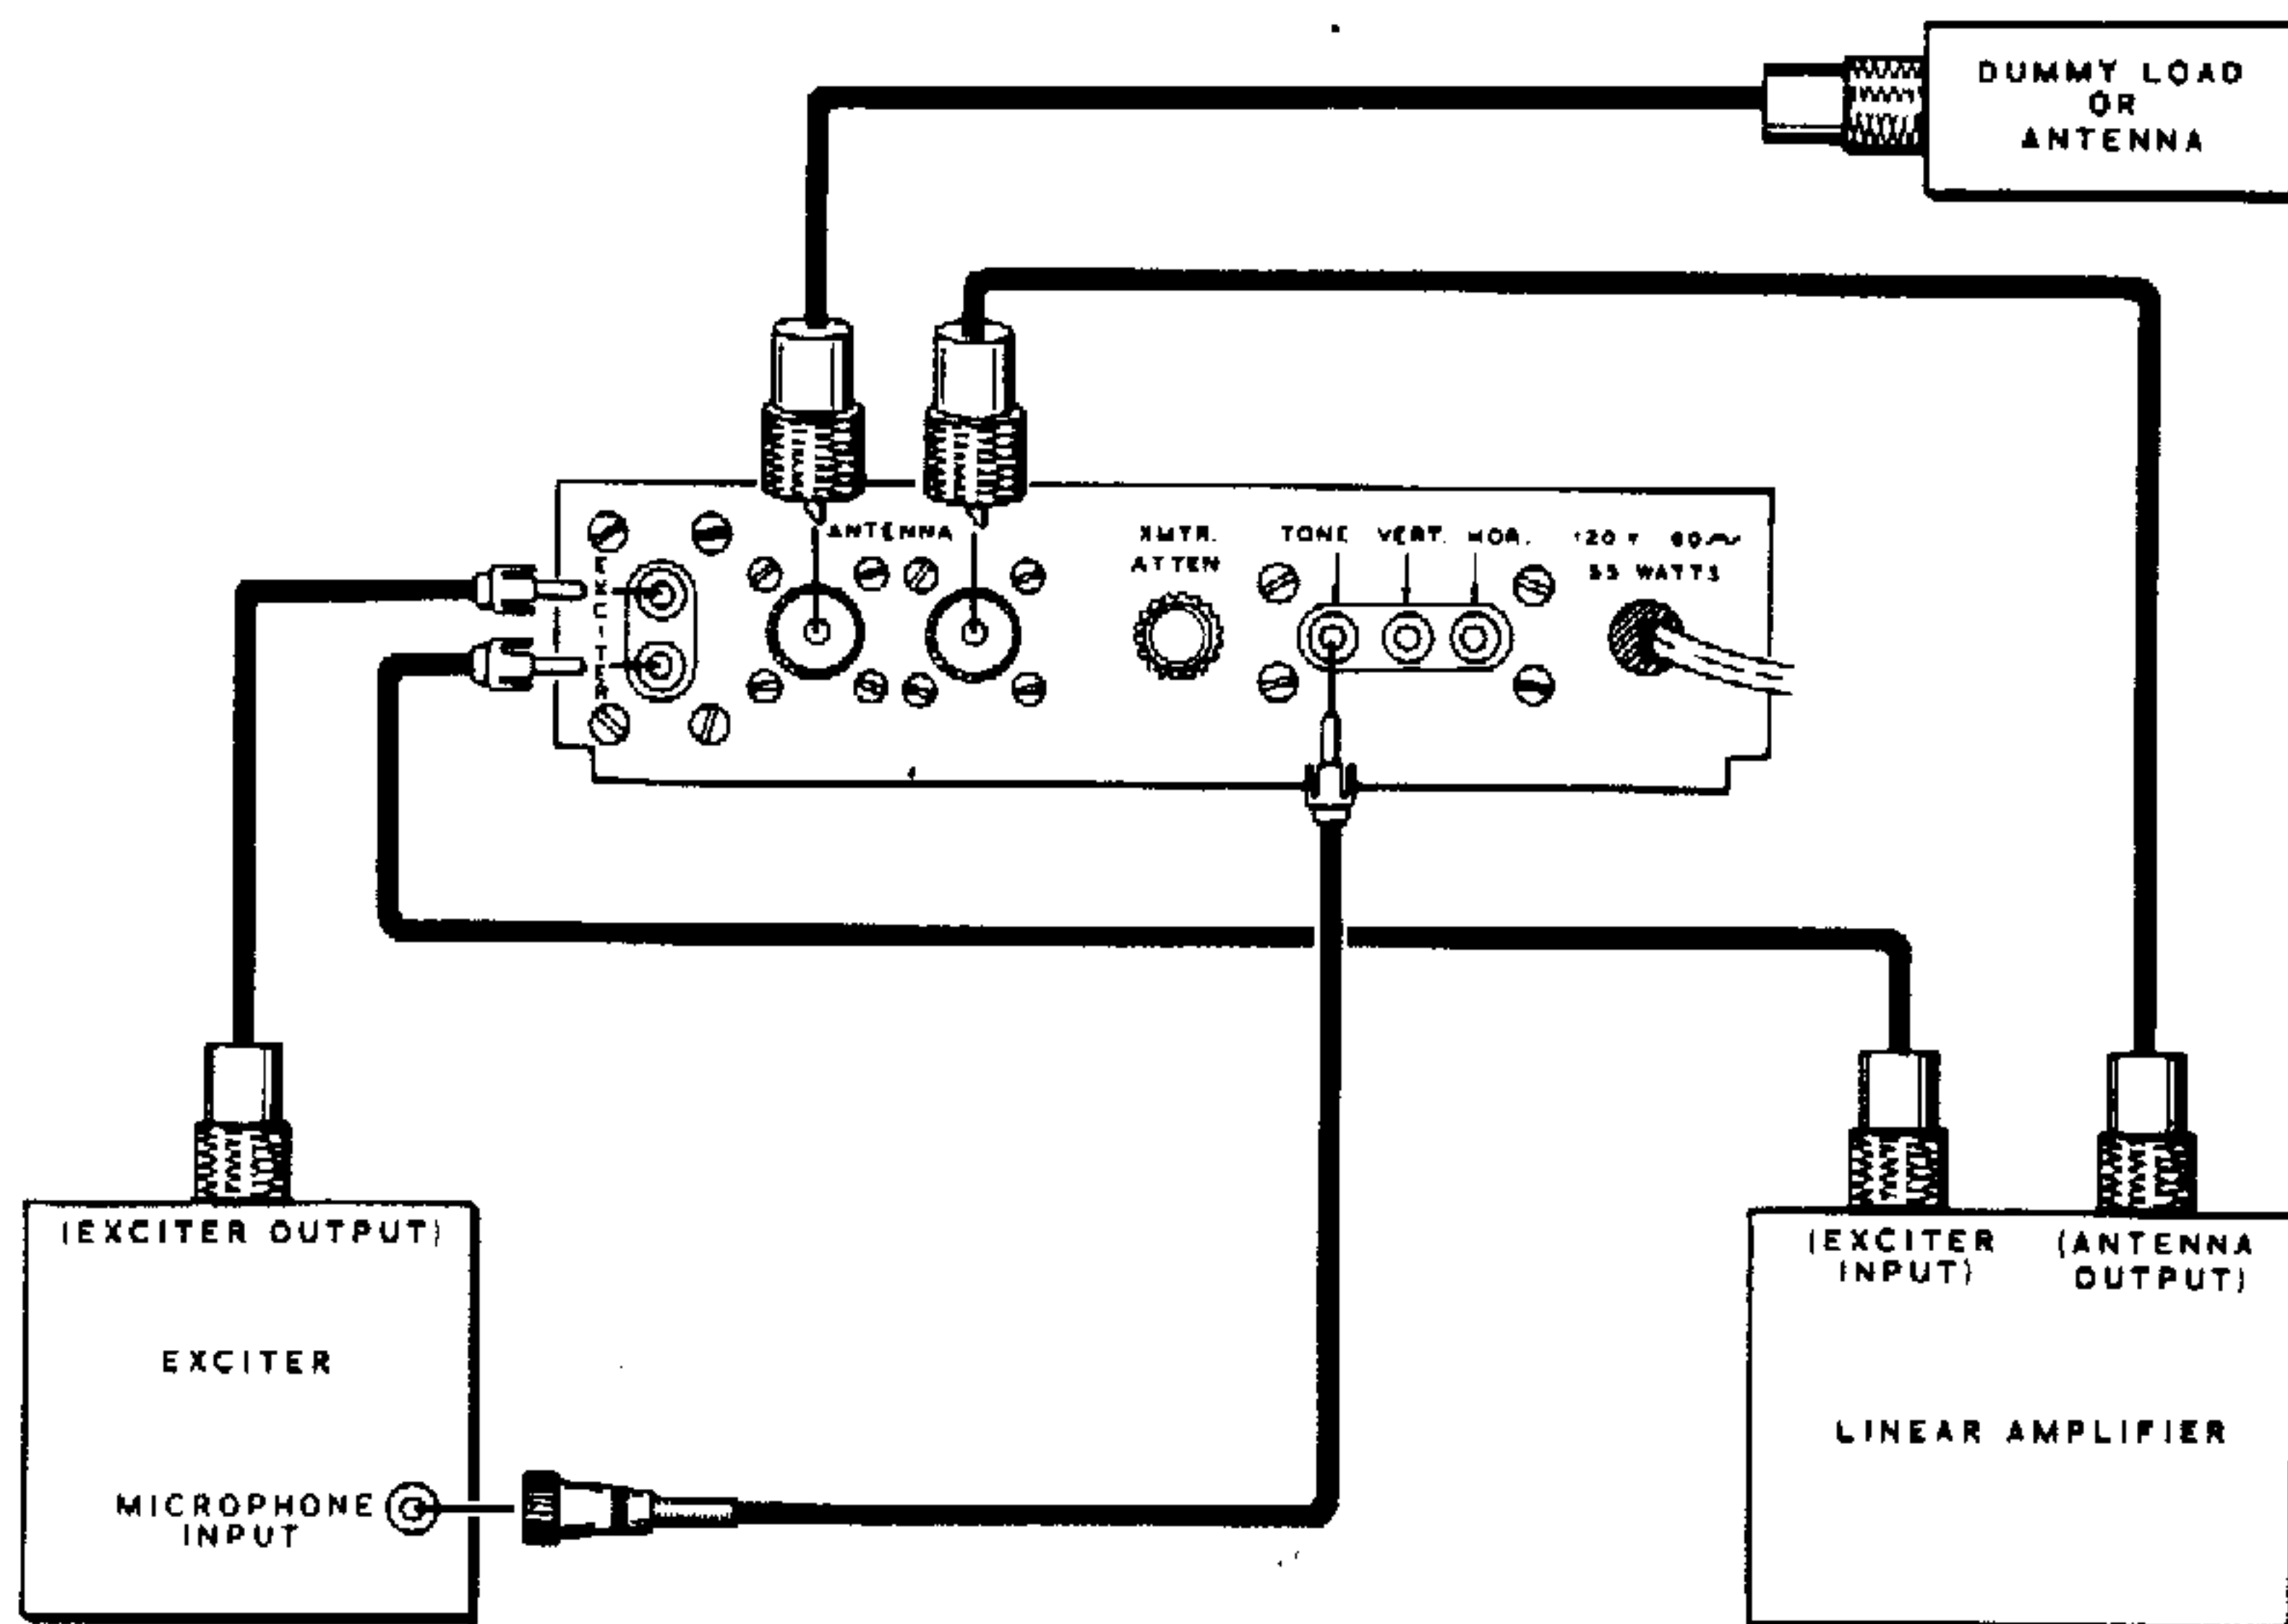 DUMMY LOAD
OR
ANTENNA
ANTENNA
XMTR.
ATTEN
TONE VERT. HOR.
120 V 60~
55 WATTS
EXCITER
(EXCITER OUTPUT)
EXCITER
MICROPHONE
INPUT
(EXCITER
INPUT)
(ANTENNA
OUTPUT)
LINEAR AMPLIFIER